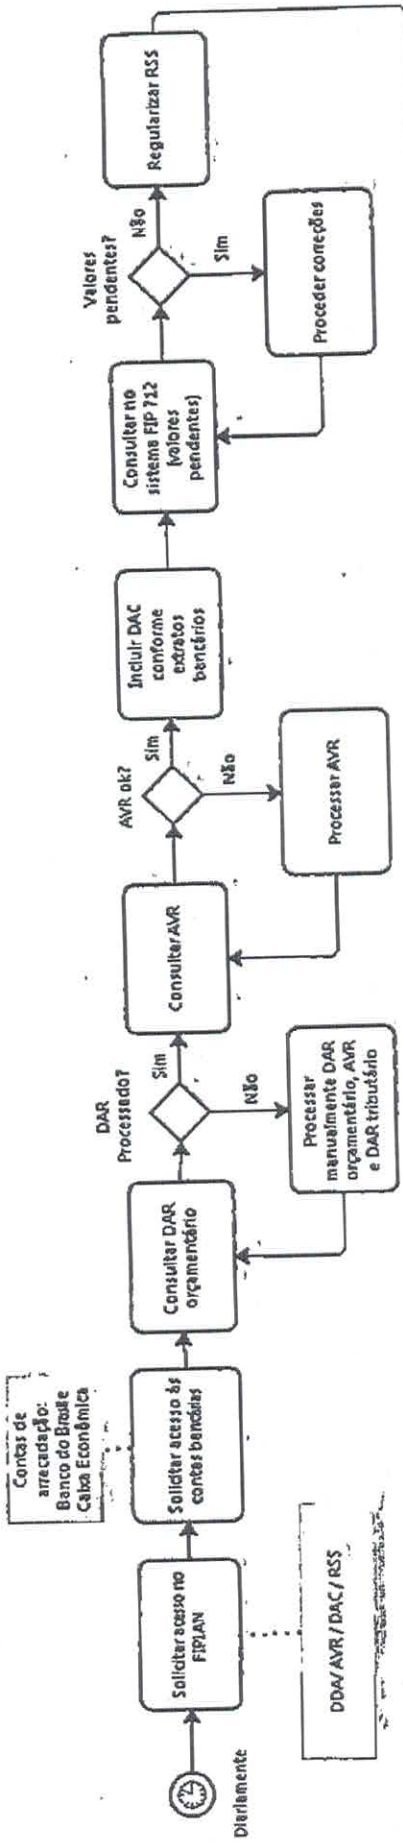 Diariamente
Solicitar acesso no
FIPLAN
DDA/ AVR / DAC / RSS
Contas de
arrecadação:
Banco do Brasil e
Caixa Econômica
Solicitar acesso às
contas bancárias
Consultar DAR
orçamentário
DAR
Processado?
Sim
Não
Processar
manualmente DAR
orçamentário, AVR
e DAR tributário
Consultar AVR
AVR ok?
Sim
Não
Processar AVR
Incluir DAC
conforme
extratos
bancários
Consultar no
sistema FIP 712
(valores
pendentes)
Valores
pendentes?
Não
Sim
Proceder correções
Regularizar RSS